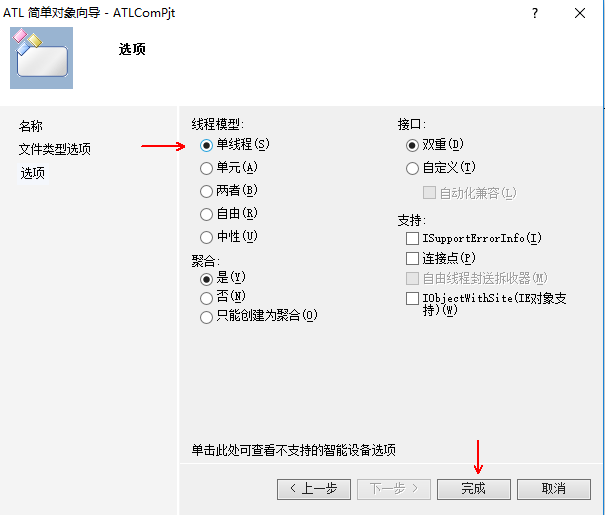 ATL 简单对象向导 - ATLComPjt
选项
名称
文件类型选项
选项
线程模型:
单线程(S)
单元(A)
两者(B)
自由(R)
中性(U)
聚合:
是(Y)
否(N)
只能创建为聚合(O)
接口:
双重(D)
自定义(T)
自动化兼容(L)
支持:
ISupportErrorInfo(I)
连接点(P)
自由线程封送拆收器(M)
IObjectWithSite(IE对象支
持)(W)
单击此处可查看不支持的智能设备选项
< 上一步
下一步 >
完成
取消